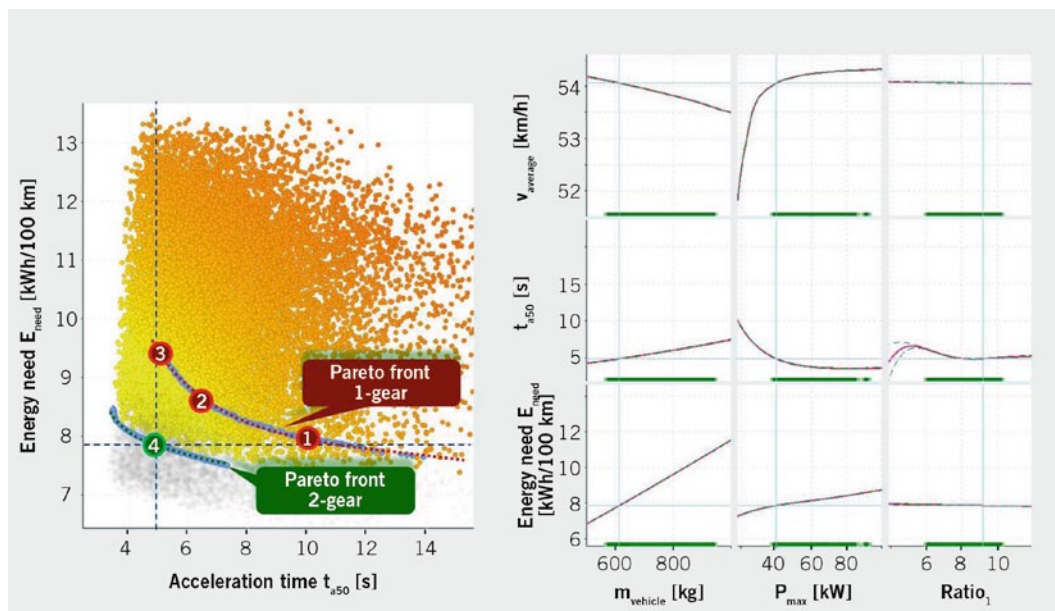 13
12
11
10
9
8
7
Energy need E_need [kWh/100 km]
3
2
1
4
Pareto front
1-gear
Pareto front
2-gear
4
6
8
10
12
14
Acceleration time t_a50 [s]
v_average [km/h]
54
53
52
t_a50 [s]
15
10
5
Energy need E_need
[kWh/100 km]
12
10
8
6
600
800
m_vehicle [kg]
40
60
80
P_max [kW]
6
8
10
Ratio_1